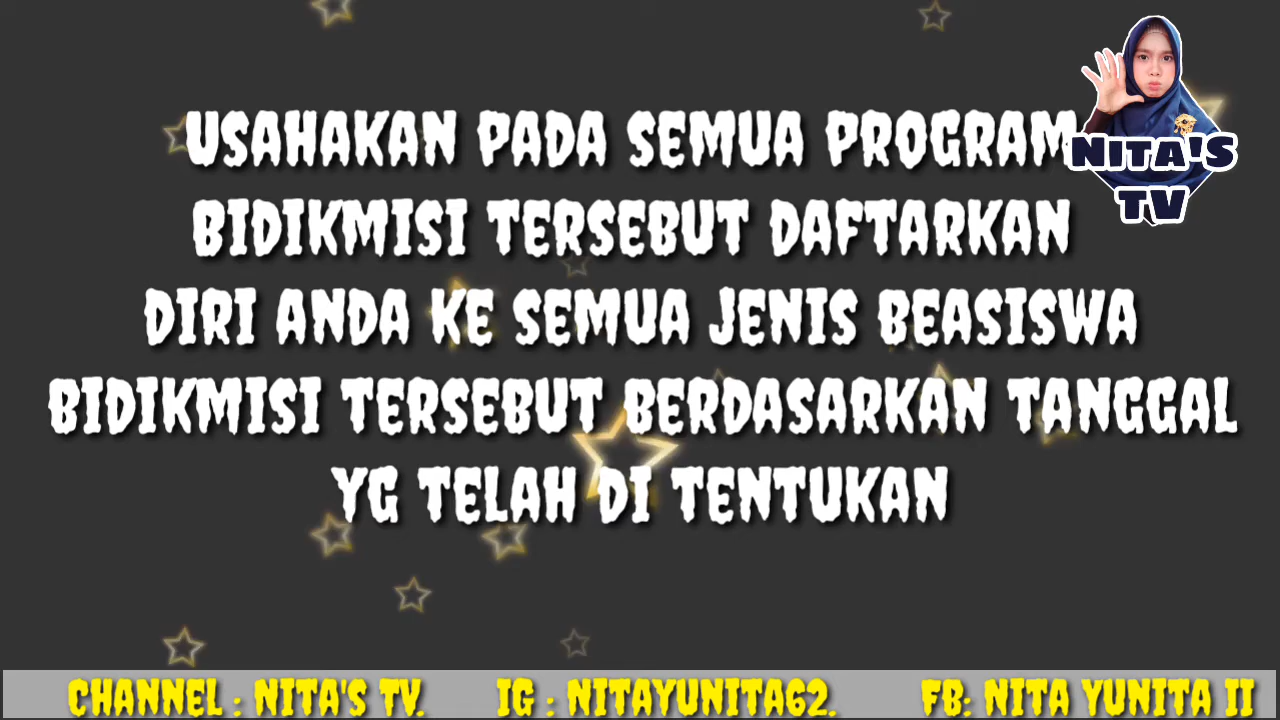 USAHAKAN PADA SEMUA PROGRAM
BIDIKMISI TERSEBUT DAFTARKAN
DIRI ANDA KE SEMUA JENIS BEASISWA
BIDIKMISI TERSEBUT BERDASARKAN TANGGAL
YG TELAH DI TENTUKAN
NITA'S
TV
CHANNEL : NITA'S TV. IG : NITAYUNITA62. FB: NITA YUNITA II